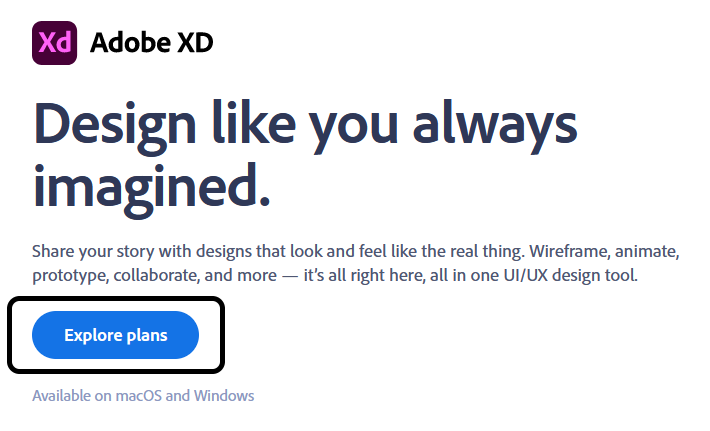 Xd Adobe XD
Design like you always
imagined.
Share your story with designs that look and feel like the real thing. Wireframe, animate,
prototype, collaborate, and more — it’s all right here, all in one UI/UX design tool.
Explore plans
Available on macOS and Windows